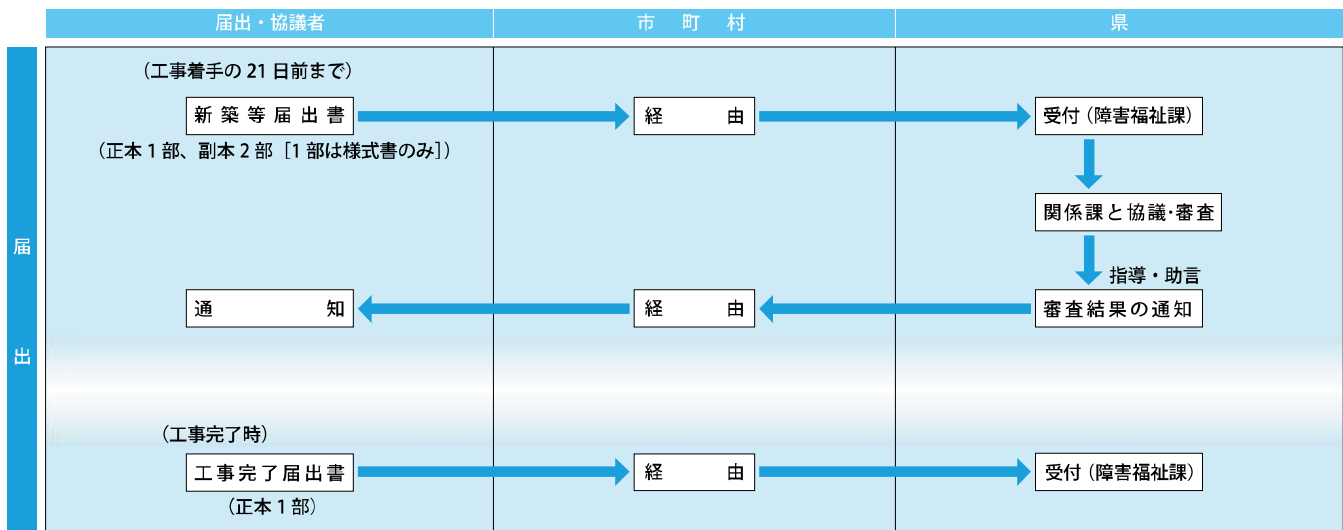 届出・協議者
市町村
県
届出
（工事着手の21日前まで）
新築等届出書
経由
受付（障害福祉課）
（正本1部、副本2部［1部は様式書のみ］）
関係課と協議・審査
指導・助言
通知
経由
審査結果の通知
（工事完了時）
工事完了届出書
経由
受付（障害福祉課）
（正本1部）